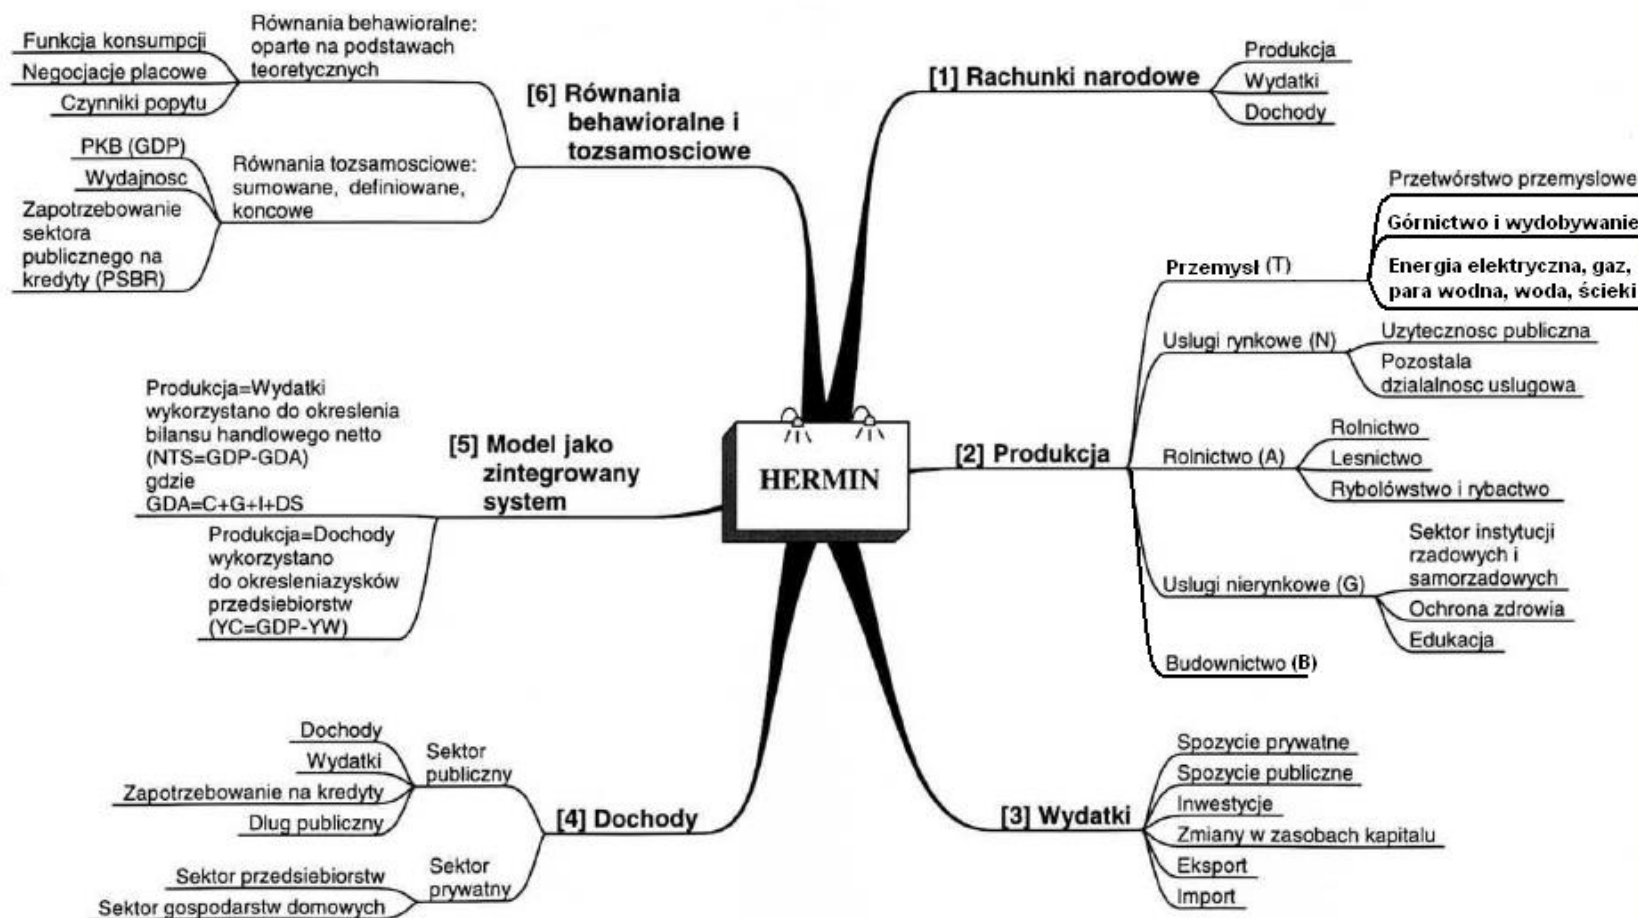 [1] Rachunki narodowe
Produkcja
Wydatki
Dochody
[2] Produkcja
Przemysł (T)
Przetwórstwo przemyslowe
Górnictwo i wydobywanie
Energia elektryczna, gaz,
para wodna, woda, ścieki
Uslugi rynkowe (N)
Uzytecznosc publiczna
Pozostala
dzialalnosc uslugowa
Rolnictwo (A)
Rolnictwo
Lesnictwo
Rybolówstwo i rybactwo
Uslugi nierynkowe (G)
Sektor instytucji
rzadowych i
samorzadowych
Ochrona zdrowia
Edukacja
Budownictwo (B)
[3] Wydatki
Spozycie prywatne
Spozycie publiczne
Inwestycje
Zmiany w zasobach kapitalu
Eksport
Import
[4] Dochody
Sektor
publiczny
Dochody
Wydatki
Zapotrzebowanie na kredyty
Dlug publiczny
Sektor
prywatny
Sektor przedsiebiorstw
Sektor gospodarstw domowych
[5] Model jako
zintegrowany
system
Produkcja=Wydatki
wykorzystano do okreslenia
bilansu handlowego netto
(NTS=GDP-GDA)
gdzie
GDA=C+G+I+DS
Produkcja=Dochody
wykorzystano
do okresleniazysków
przedsiebiorstw
(YC=GDP-YW)
[6] Równania
behawioralne i
tozsamosciowe
Równania behawioralne:
oparte na podstawach
teoretycznych
Funkcja konsumpcji
Negocjacje placowe
Czynniki popytu
Równania tozsamosciowe:
sumowane, definiowane,
koncowe
PKB (GDP)
Wydajnosc
Zapotrzebowanie
sektora
publicznego na
kredyty (PSBR)
HERMIN